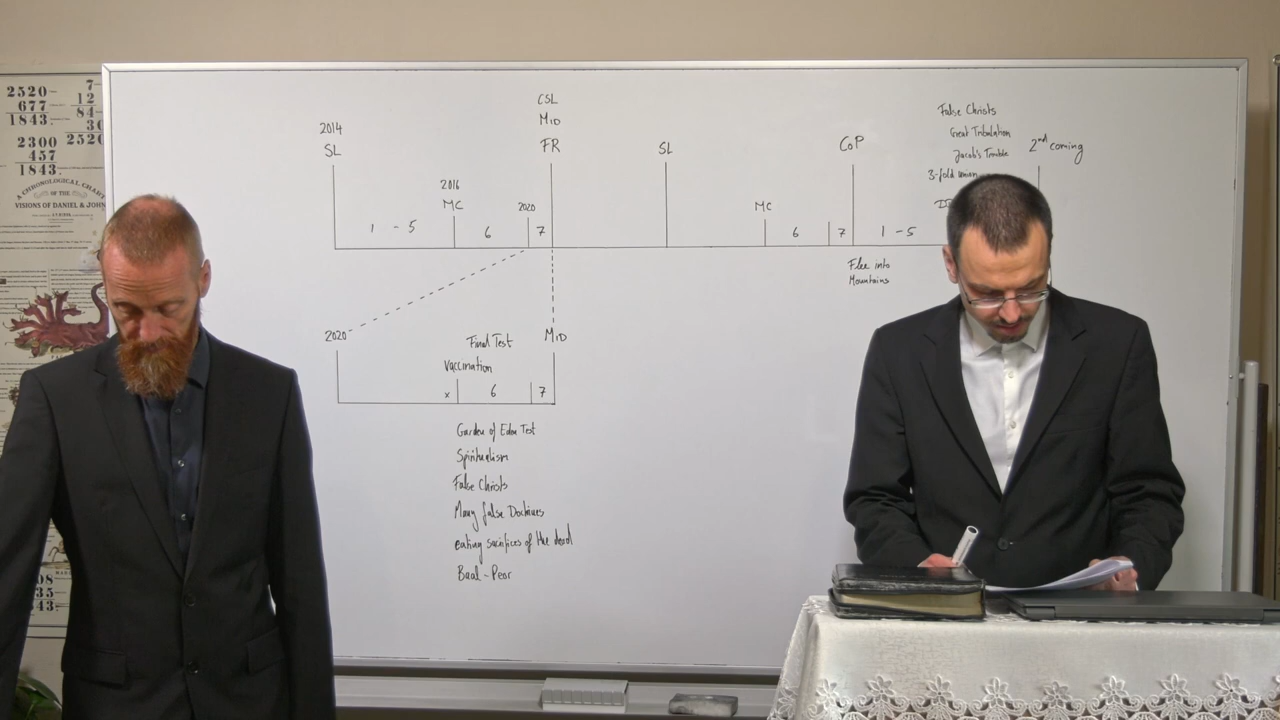 2520
677
1843.
2300
457
1843.
7
12
84
30
2520
A CHRONOLOGICAL CHART
OF THE
VISIONS OF DANIEL & JOHN
2014
SL
2016
MC
2020
CSL
MID
FR
SL
MC
CoP
False Christs
Great Tribulation
Jacob's Trouble
3-fold union
2nd coming
1 - 5
6
7
6
7
1 - 5
Flee into
Mountains
2020
Final Test
Vaccination
MID
x
6
7
Garden of Eden Test
Spiritualism
False Christs
Many false Doctrines
eating sacrifices of the dead
Baal-Peor